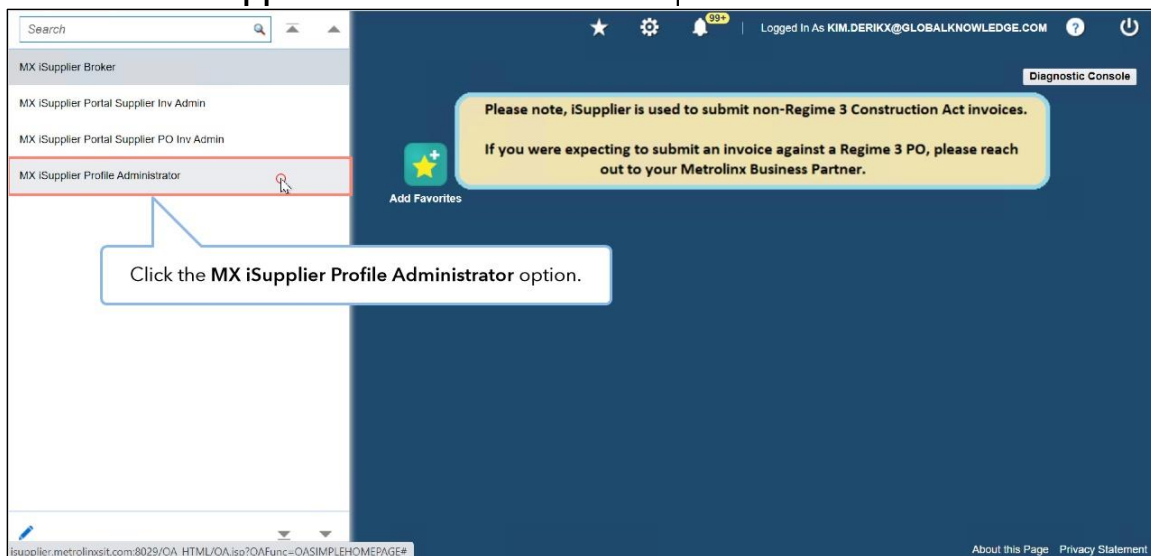 Search
99+
Logged In As KIM.DERIKX@GLOBALKNOWLEDGE.COM
?
MX iSupplier Broker
Diagnostic Console
MX iSupplier Portal Supplier Inv Admin
Please note, iSupplier is used to submit non-Regime 3 Construction Act invoices.
MX iSupplier Portal Supplier PO Inv Admin
If you were expecting to submit an invoice against a Regime 3 PO, please reach
out to your Metrolinx Business Partner.
MX iSupplier Profile Administrator
Add Favorites
Click the MX iSupplier Profile Administrator option.
isupplier.metrolinxsit.com:8029/OA_HTML/OA.jsp?OAFunc=OASIMPLEHOMEPAGE#
About this Page Privacy Statement